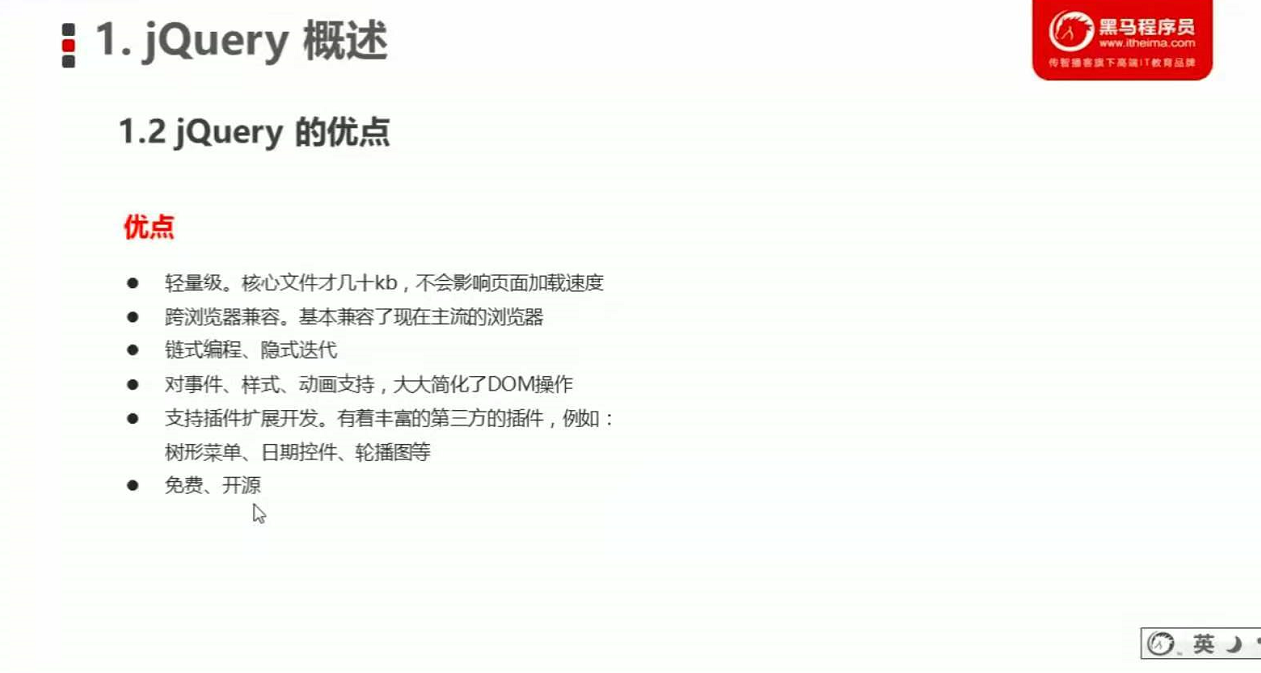 1. jQuery 概述
黑马程序员
www.itheima.com
传智播客旗下高端IT教育品牌
1.2 jQuery 的优点
优点
● 轻量级。核心文件才几十kb，不会影响页面加载速度
● 跨浏览器兼容。基本兼容了现在主流的浏览器
● 链式编程、隐式迭代
● 对事件、样式、动画支持，大大简化了DOM操作
● 支持插件扩展开发。有着丰富的第三方的插件，例如：
树形菜单、日期控件、轮播图等
● 免费、开源
英